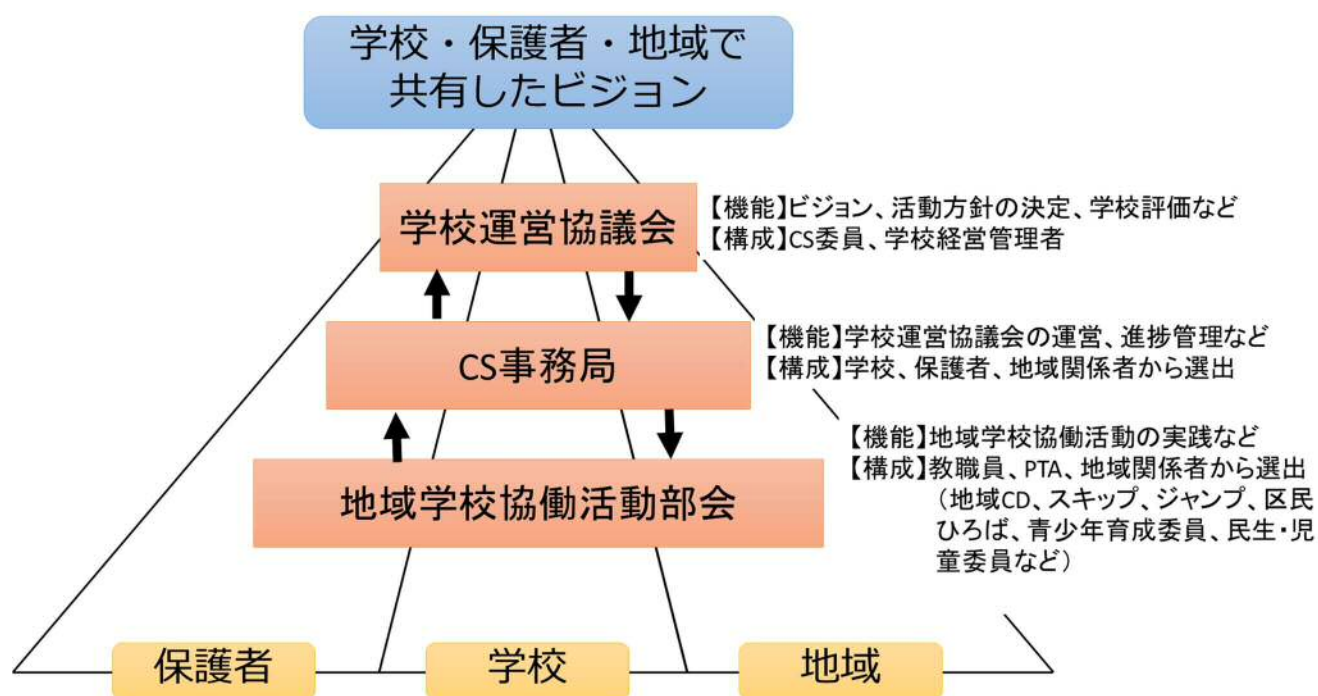 学校・保護者・地域で
共有したビジョン
学校運営協議会
【機能】ビジョン、活動方針の決定、学校評価など
【構成】CS委員、学校経営管理者
CS事務局
【機能】学校運営協議会の運営、進捗管理など
【構成】学校、保護者、地域関係者から選出
地域学校協働活動部会
【機能】地域学校協働活動の実践など
【構成】教職員、PTA、地域関係者から選出
（地域CD、スキップ、ジャンプ、区民
ひろば、青少年育成委員、民生・児
童委員など）
保護者
学校
地域